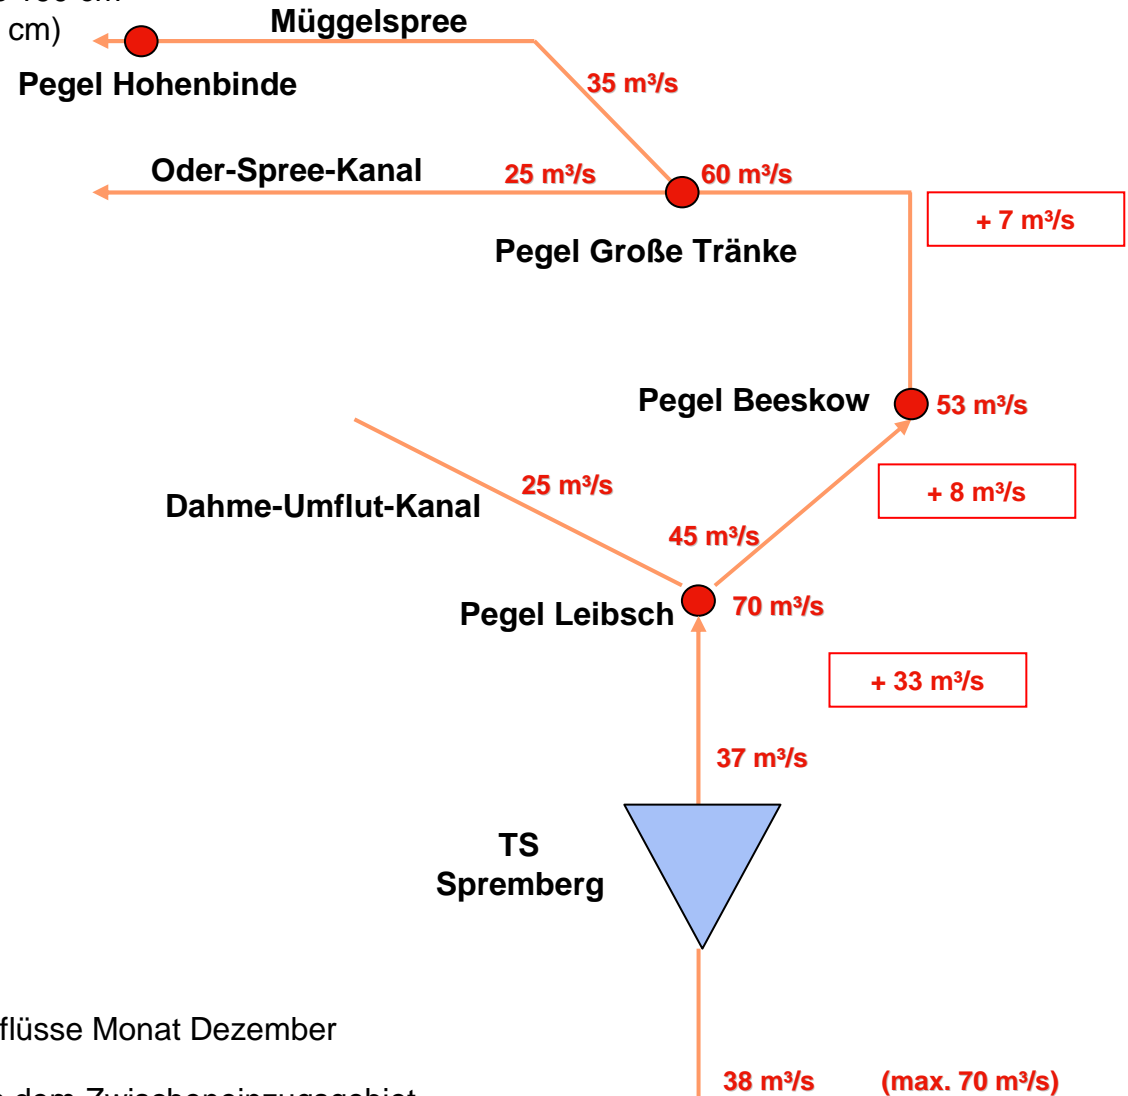 cm)
Müggelspree
Pegel Hohenbinde
35 m³/s
Oder-Spree-Kanal
25 m³/s
60 m³/s
+ 7 m³/s
Pegel Große Tränke
Pegel Beeskow
53 m³/s
25 m³/s
+ 8 m³/s
Dahme-Umflut-Kanal
45 m³/s
Pegel Leibsch
70 m³/s
+ 33 m³/s
37 m³/s
TS
Spremberg
flüsse Monat Dezember
dem Zwischeneinzugsgebiet
38 m³/s (max. 70 m³/s)